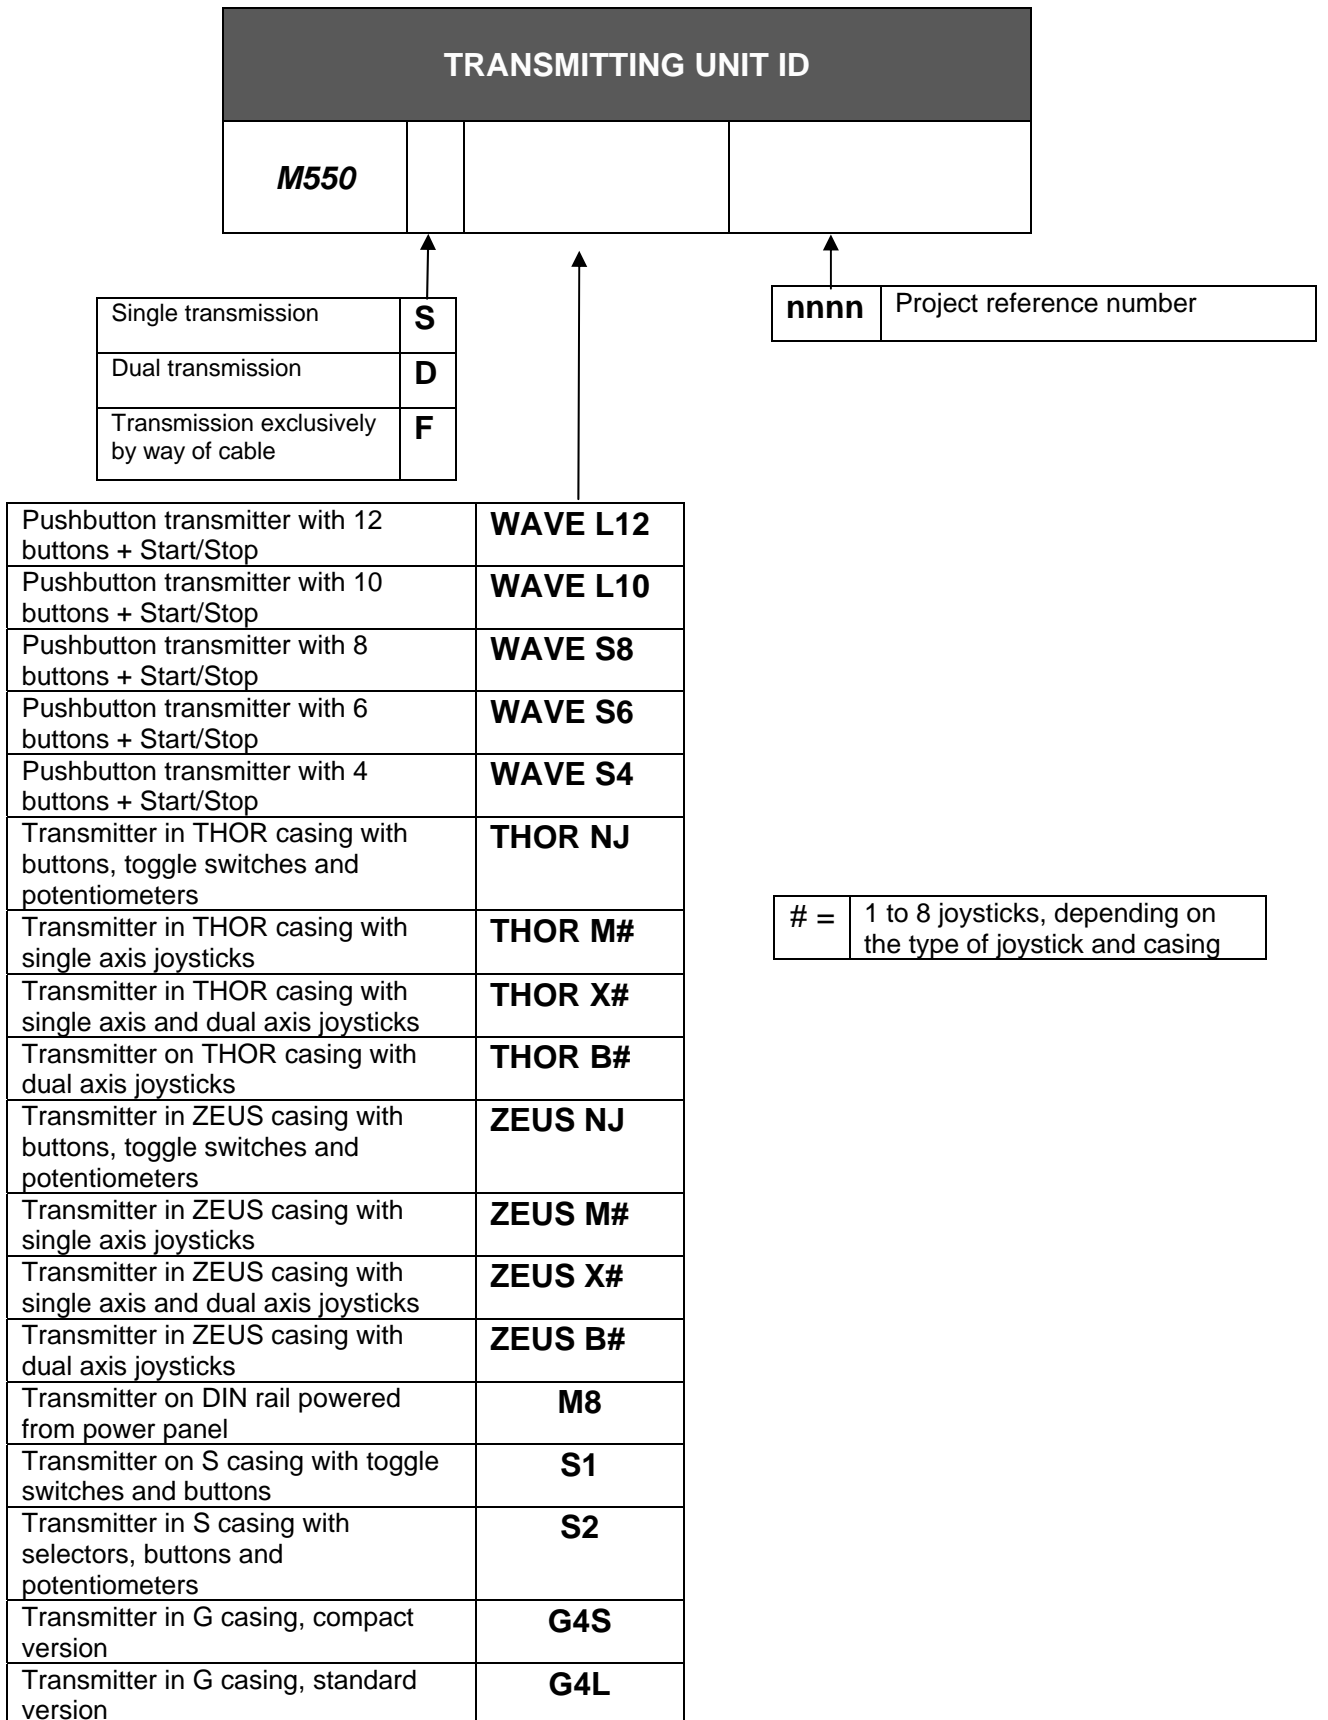 TRANSMITTING UNIT ID
M550
Single transmission S
Dual transmission D
Transmission exclusively F
by way of cable
nnnn Project reference number
Pushbutton transmitter with 12 WAVE L12
buttons + Start/Stop
Pushbutton transmitter with 10 WAVE L10
buttons + Start/Stop
Pushbutton transmitter with 8 WAVE S8
buttons + Start/Stop
Pushbutton transmitter with 6 WAVE S6
buttons + Start/Stop
Pushbutton transmitter with 4 WAVE S4
buttons + Start/Stop
Transmitter in THOR casing with THOR NJ
buttons, toggle switches and
potentiometers
Transmitter in THOR casing with THOR M#
single axis joysticks
Transmitter in THOR casing with THOR X#
single axis and dual axis joysticks
Transmitter on THOR casing with THOR B#
dual axis joysticks
Transmitter in ZEUS casing with ZEUS NJ
buttons, toggle switches and
potentiometers
Transmitter in ZEUS casing with ZEUS M#
single axis joysticks
Transmitter in ZEUS casing with ZEUS X#
single axis and dual axis joysticks
Transmitter in ZEUS casing with ZEUS B#
dual axis joysticks
Transmitter on DIN rail powered M8
from power panel
Transmitter on S casing with toggle S1
switches and buttons
Transmitter in S casing with S2
selectors, buttons and
potentiometers
Transmitter in G casing, compact G4S
version
Transmitter in G casing, standard G4L
version
# = 1 to 8 joysticks, depending on
the type of joystick and casing